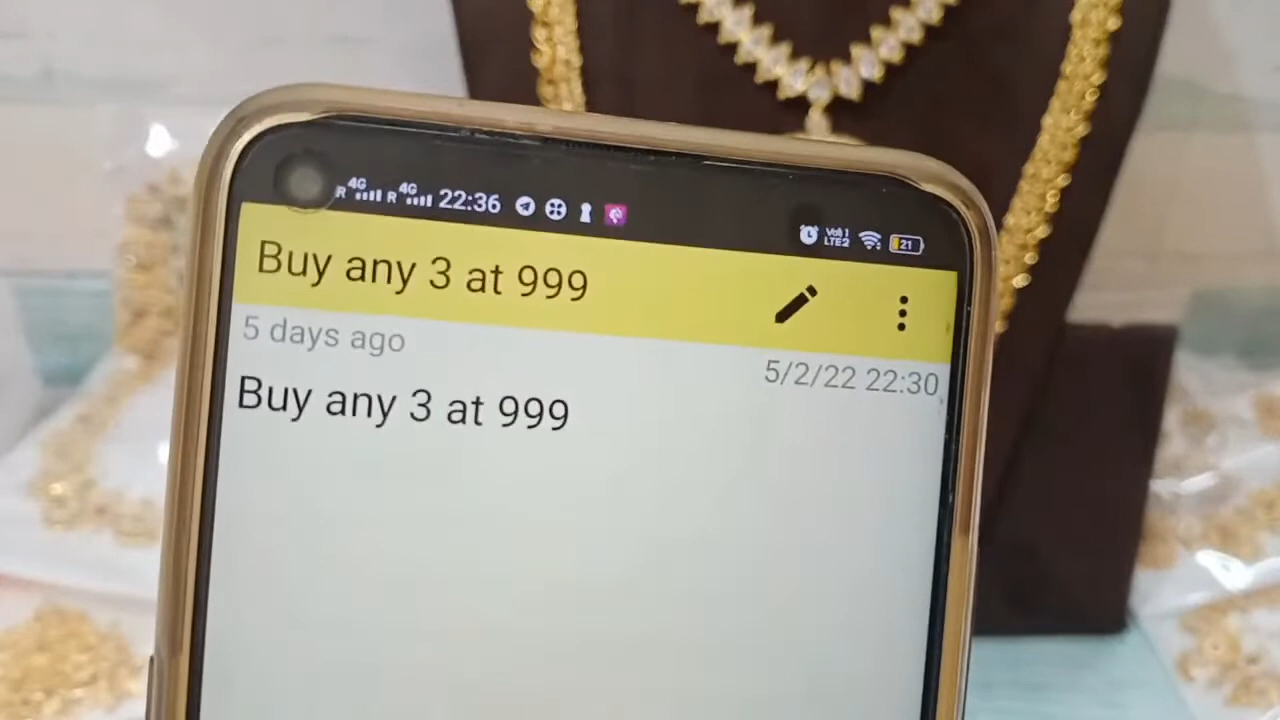 R 4G R 4G 22:36
Vo) 1 LTE2 21
Buy any 3 at 999
5 days ago
5/2/22 22:30
Buy any 3 at 999